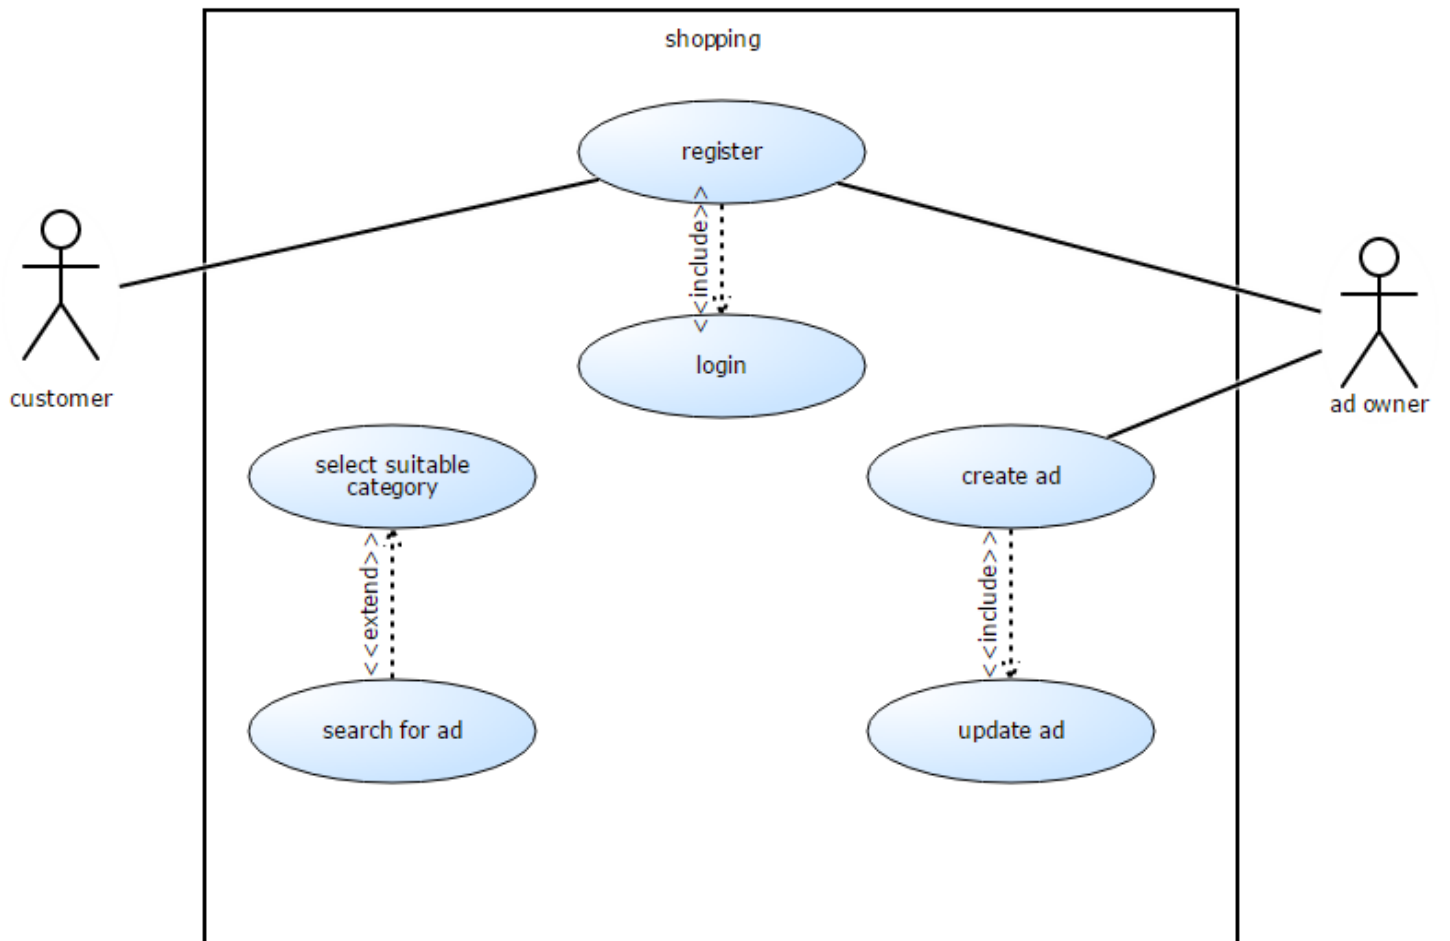 shopping
register
<<include>>
login
customer
ad owner
select suitable
category
create ad
<<extend>>
<<include>>
search for ad
update ad